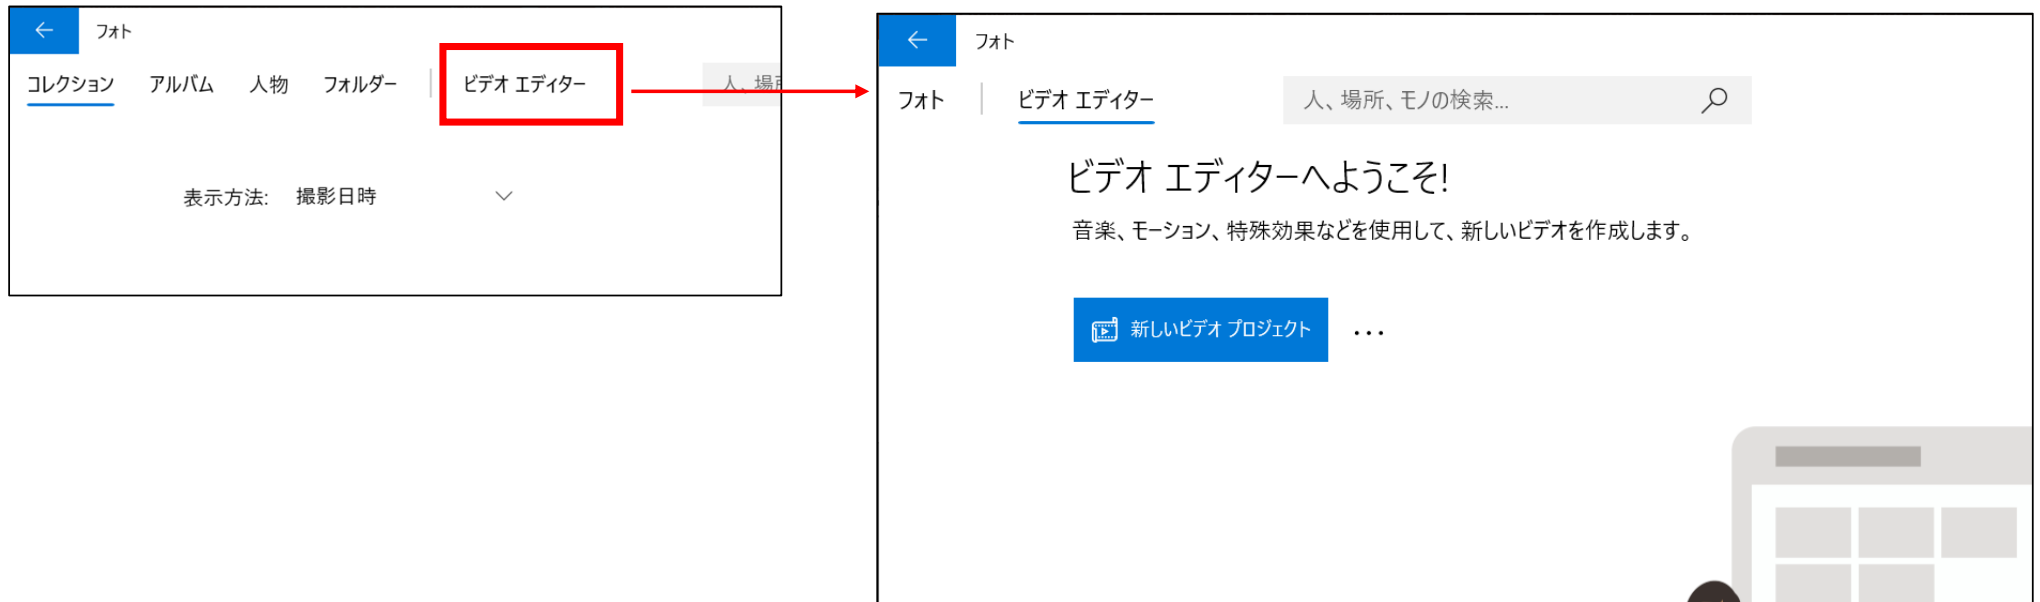 フォト
コレクション アルバム 人物 フォルダー ビデオ エディター 人、場
表示方法: 撮影日時
フォト
フォト ビデオ エディター 人、場所、モノの検索...
ビデオ エディターへようこそ!
音楽、モーション、特殊効果などを使用して、新しいビデオを作成します。
新しいビデオ プロジェクト ...